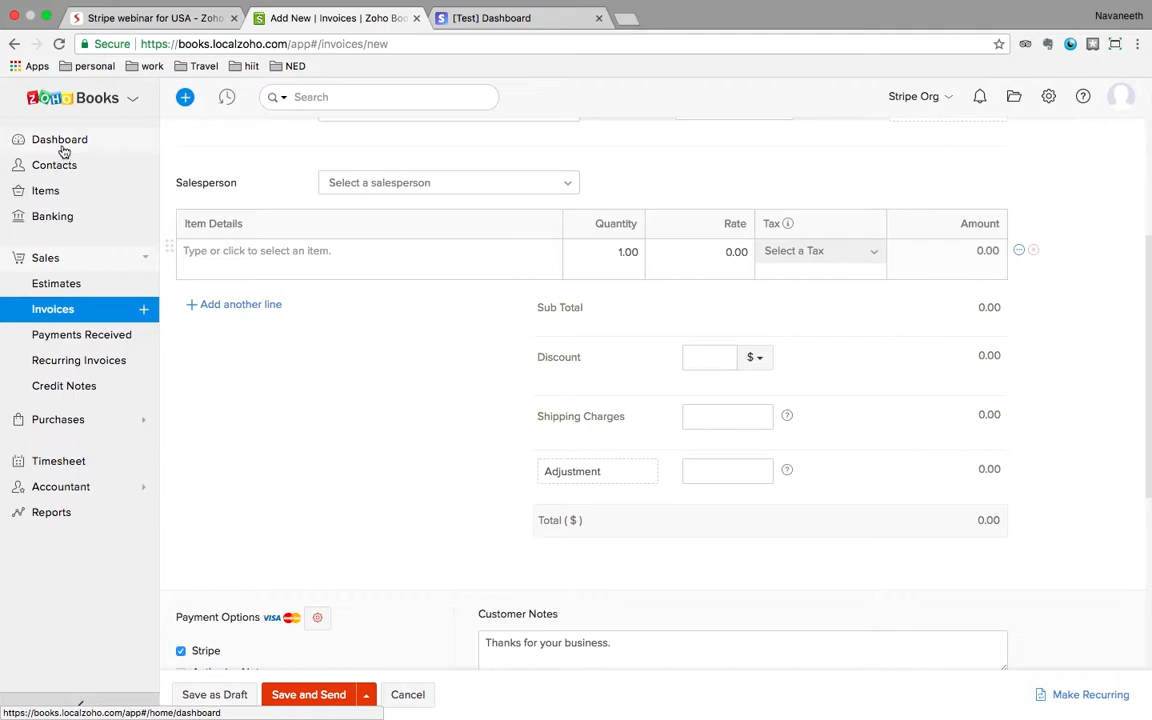 Stripe webinar for USA - Zoho
Add New | Invoices | Zoho Boo
[Test] Dashboard
Navaneeth
Secure
https://books.localzoho.com/app#/invoices/new
Apps
personal
work
Travel
hiit
NED
ZOHO Books
Search
Stripe Org
Dashboard
Contacts
Items
Banking
Sales
Estimates
Invoices
Payments Received
Recurring Invoices
Credit Notes
Purchases
Timesheet
Accountant
Reports
Salesperson
Select a salesperson
Item Details
Quantity
Rate
Tax
Amount
Type or click to select an item.
1.00
0.00
Select a Tax
0.00
+ Add another line
Sub Total
0.00
Discount
$
0.00
Shipping Charges
0.00
Adjustment
0.00
Total ( $ )
0.00
Payment Options VISA
Stripe
Customer Notes
Thanks for your business.
Save as Draft
Save and Send
Cancel
Make Recurring
https://books.localzoho.com/app#/home/dashboard